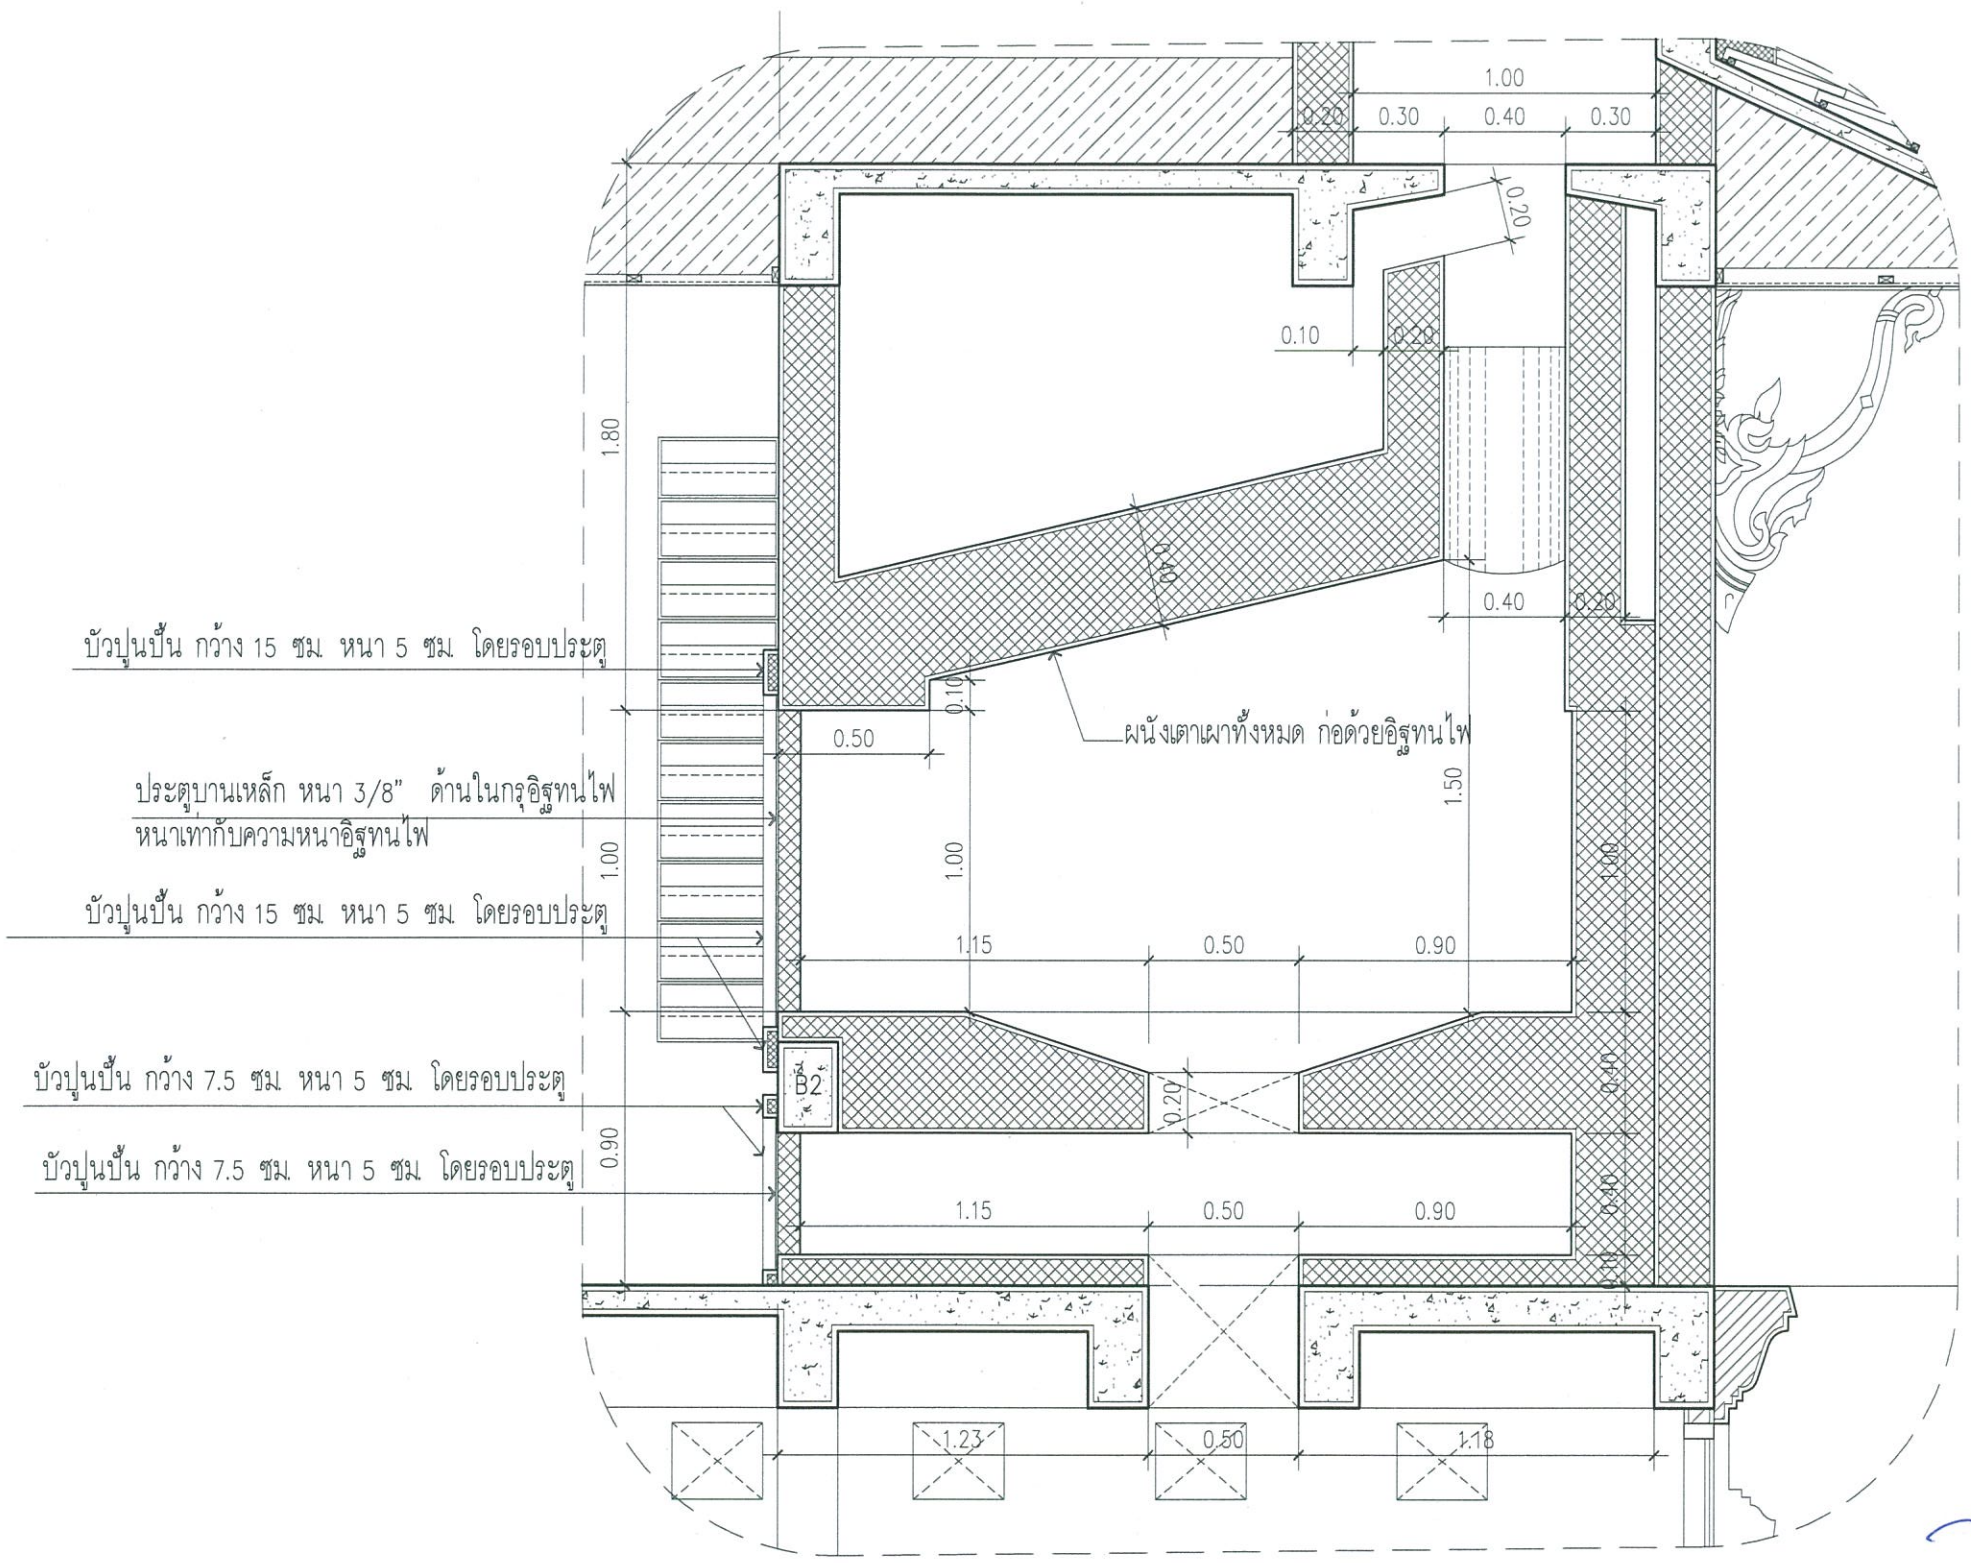 1.00
0.20 0.30 0.40 0.30
0.20
0.10 0.20
1.80
0.40
0.40 0.20
บัวปูนปั้น กว้าง 15 ซม. หนา 5 ซม. โดยรอบประตู
0.10
0.50
ผนังเตาเผาทั้งหมด ก่อด้วยอิฐทนไฟ
ประตูบานเหล็ก หนา 3/8" ด้านในกรุอิฐทนไฟ
หนาเท่ากับความหนาอิฐทนไฟ
1.50
1.00 1.00 1.00
บัวปูนปั้น กว้าง 15 ซม. หนา 5 ซม. โดยรอบประตู
1.15 0.50 0.90
บัวปูนปั้น กว้าง 7.5 ซม. หนา 5 ซม. โดยรอบประตู
B2 0.20 0.40
0.90
บัวปูนปั้น กว้าง 7.5 ซม. หนา 5 ซม. โดยรอบประตู
0.40
1.15 0.50 0.90
0.10
1.23 0.50 1.18